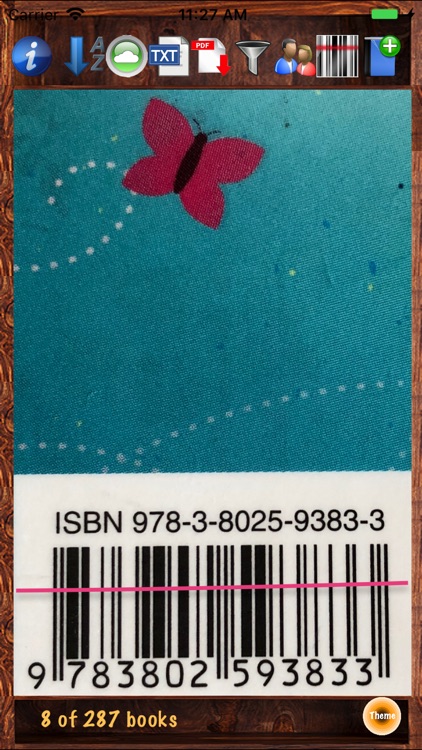 Carrier 11:27 AM
A
Z
TXT
PDF
ISBN 978-3-8025-9383-3
9 783802 593833
8 of 287 books
Theme